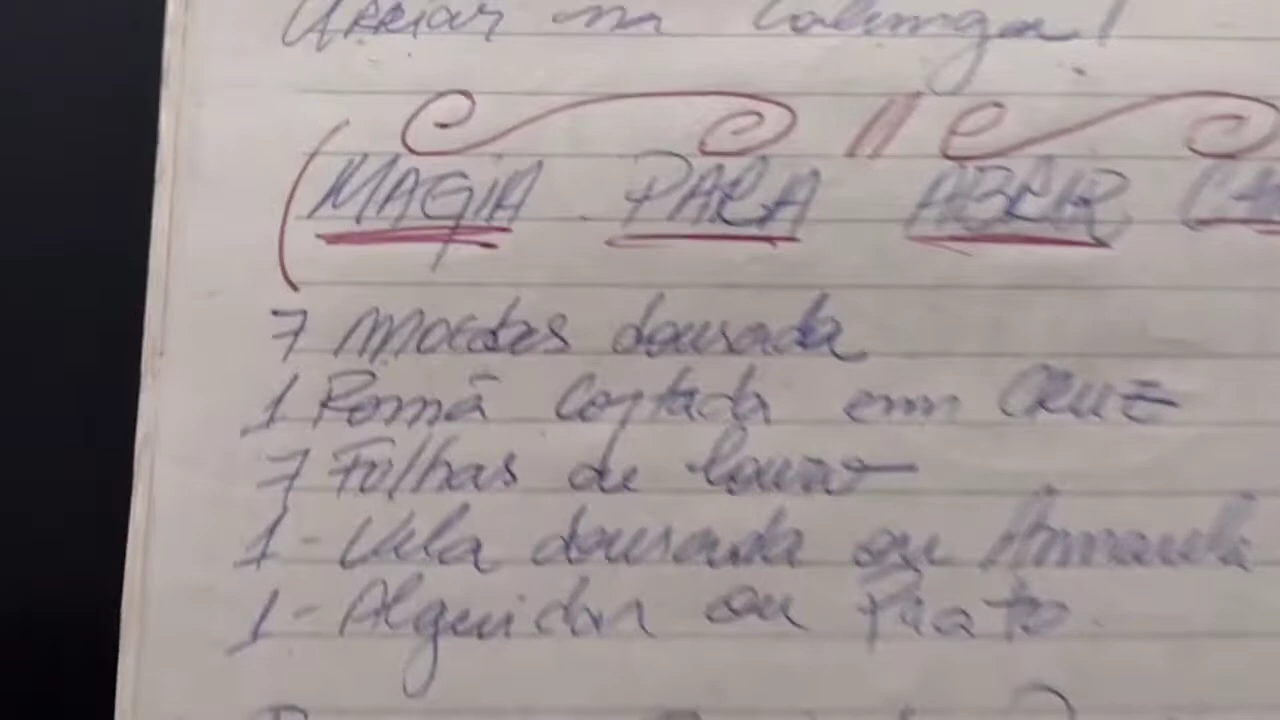 Arriar na Calunga!
MAGIA PARA ABRIR
7 Moedas dourada
1 Romã Cortada em Cruz
7 Folhas de louro
1 - Vela dourada ou Amarela
1 - Alguidar ou Prato